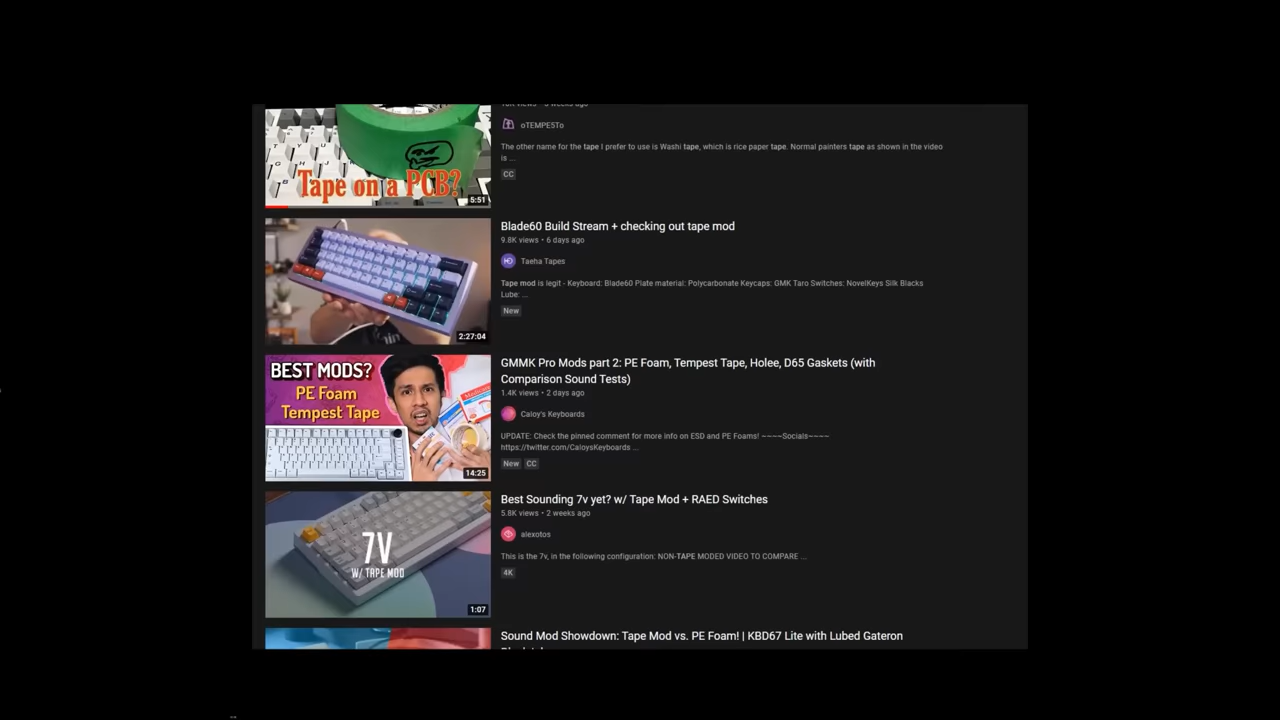 oTEMPE5To
The other name for the tape I prefer to use is Washi tape, which is rice paper tape. Normal painters tape as shown in the video
is ...
CC
Tape on a PCB?
5:51
Blade60 Build Stream + checking out tape mod
9.8K views • 6 days ago
Taeha Tapes
Tape mod is legit - Keyboard: Blade60 Plate material: Polycarbonate Keycaps: GMK Taro Switches: NovelKeys Silk Blacks
Lube: ...
New
2:27:04
BEST MODS?
PE Foam
Tempest Tape
14:25
GMMK Pro Mods part 2: PE Foam, Tempest Tape, Holee, D65 Gaskets (with
Comparison Sound Tests)
1.4K views • 2 days ago
Caloy's Keyboards
UPDATE: Check the pinned comment for more info on ESD and PE Foams! ~~~~Socials~~~~
https://twitter.com/CaloysKeyboards ...
New CC
7V
W/ TAPE MOD
1:07
Best Sounding 7v yet? w/ Tape Mod + RAED Switches
5.8K views • 2 weeks ago
alexotos
This is the 7v, in the following configuration: NON-TAPE MODED VIDEO TO COMPARE ...
4K
Sound Mod Showdown: Tape Mod vs. PE Foam! | KBD67 Lite with Lubed Gateron